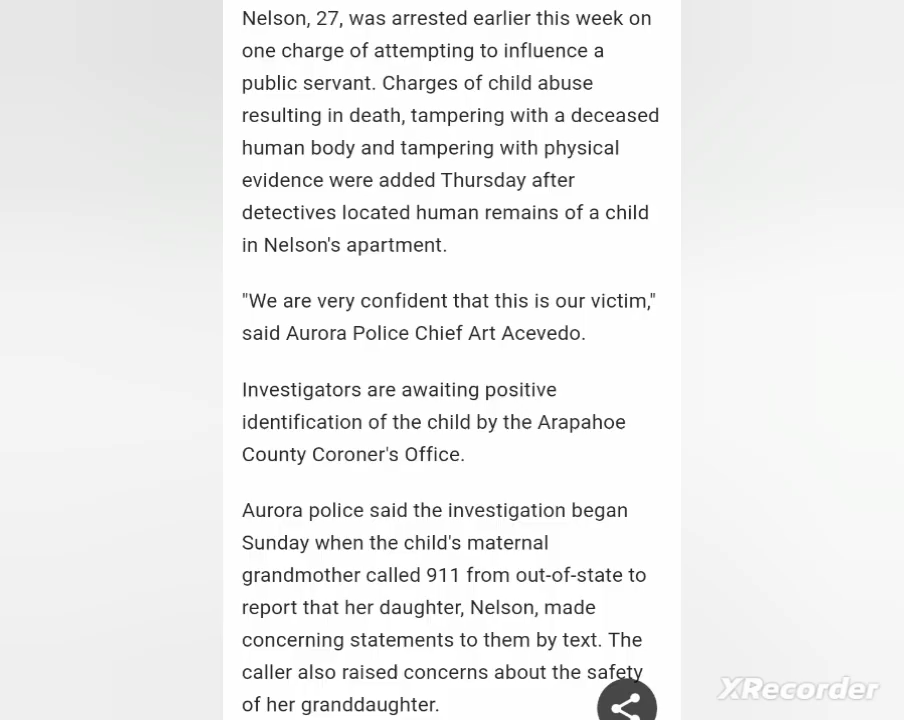 Nelson, 27, was arrested earlier this week on
one charge of attempting to influence a
public servant. Charges of child abuse
resulting in death, tampering with a deceased
human body and tampering with physical
evidence were added Thursday after
detectives located human remains of a child
in Nelson's apartment.
"We are very confident that this is our victim,"
said Aurora Police Chief Art Acevedo.
Investigators are awaiting positive
identification of the child by the Arapahoe
County Coroner's Office.
Aurora police said the investigation began
Sunday when the child's maternal
grandmother called 911 from out-of-state to
report that her daughter, Nelson, made
concerning statements to them by text. The
caller also raised concerns about the safety
of her granddaughter.
XRecorder